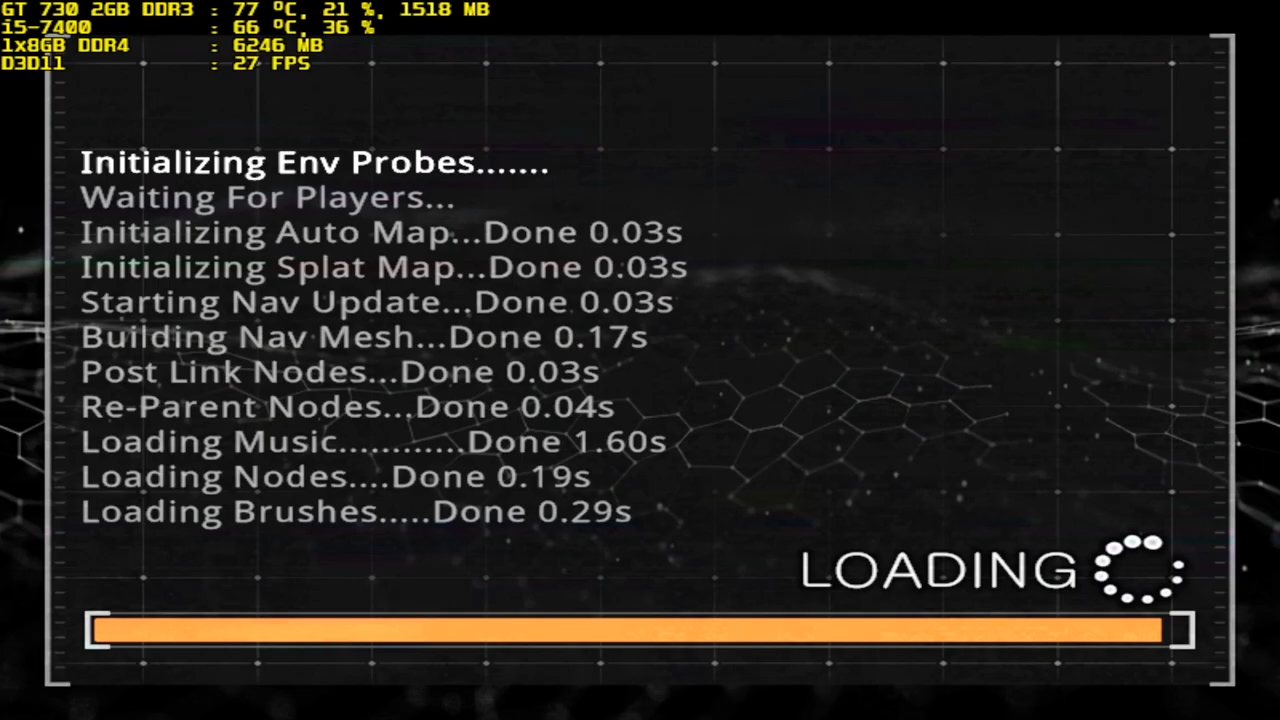 GT 730 2GB DDR3 : 77 ºC, 21 %, 1518 MB
i5-7400 : 66 ºC, 36 %
1x8GB DDR4 : 6246 MB
D3D11 : 27 FPS
Initializing Env Probes.......
Waiting For Players...
Initializing Auto Map...Done 0.03s
Initializing Splat Map...Done 0.03s
Starting Nav Update...Done 0.03s
Building Nav Mesh...Done 0.17s
Post Link Nodes...Done 0.03s
Re-Parent Nodes...Done 0.04s
Loading Music............Done 1.60s
Loading Nodes....Done 0.19s
Loading Brushes.....Done 0.29s
LOADING